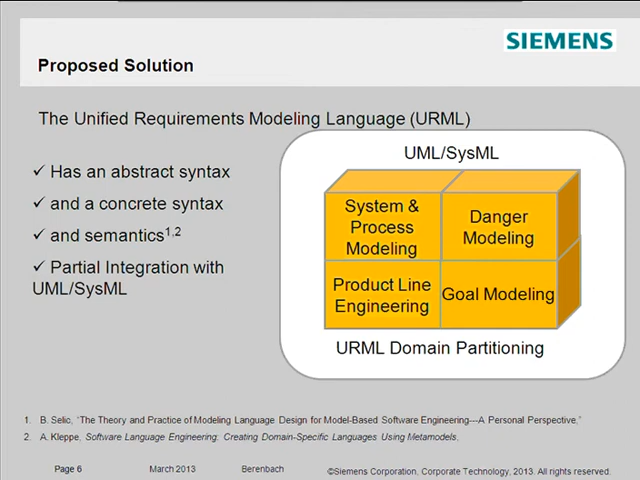 SIEMENS
Proposed Solution
The Unified Requirements Modeling Language (URML)
✓ Has an abstract syntax
✓ and a concrete syntax
✓ and semantics1,2
✓ Partial Integration with
UML/SysML
UML/SysML
System &
Process
Modeling
Danger
Modeling
Product Line
Engineering
Goal Modeling
URML Domain Partitioning
1. B. Selic, "The Theory and Practice of Modeling Language Design for Model-Based Software Engineering---A Personal Perspective,"
2. A. Kleppe, Software Language Engineering: Creating Domain-Specific Languages Using Metamodels,
Page 6 March 2013 Berenbach ©Siemens Corporation, Corporate Technology, 2013. All rights reserved.